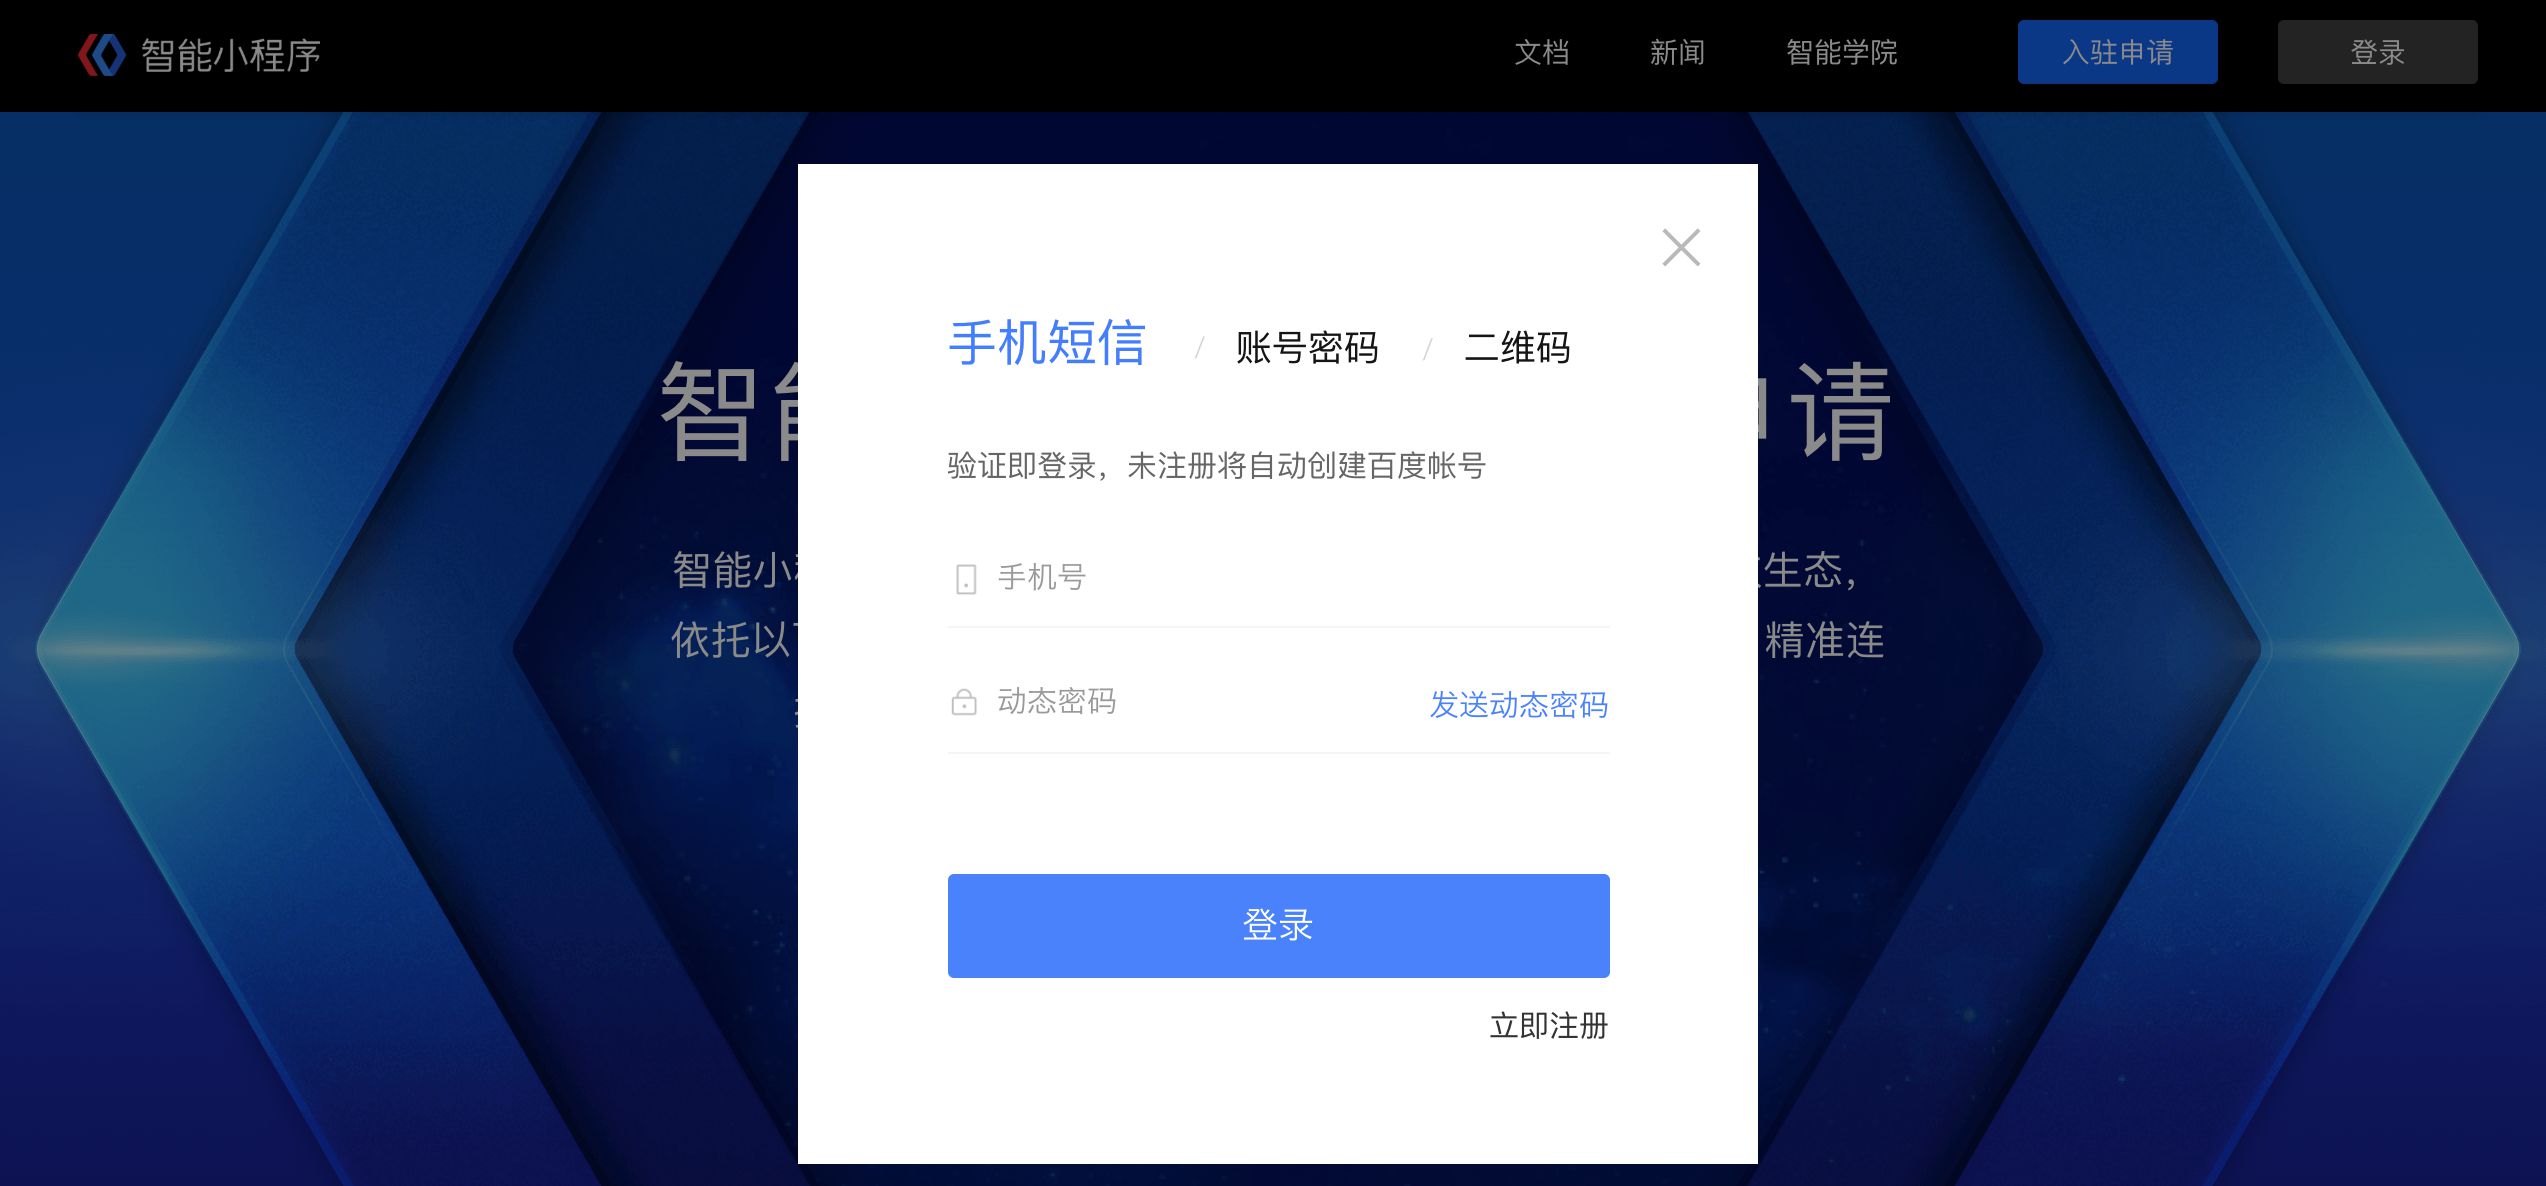 智能小程序
文档 新闻 智能学院 入驻申请 登录
手机短信 / 账号密码 / 二维码
智 请
验证即登录，未注册将自动创建百度帐号
智能小 生态，
手机号
依托以 精准连
动态密码 发送动态密码
登录
立即注册